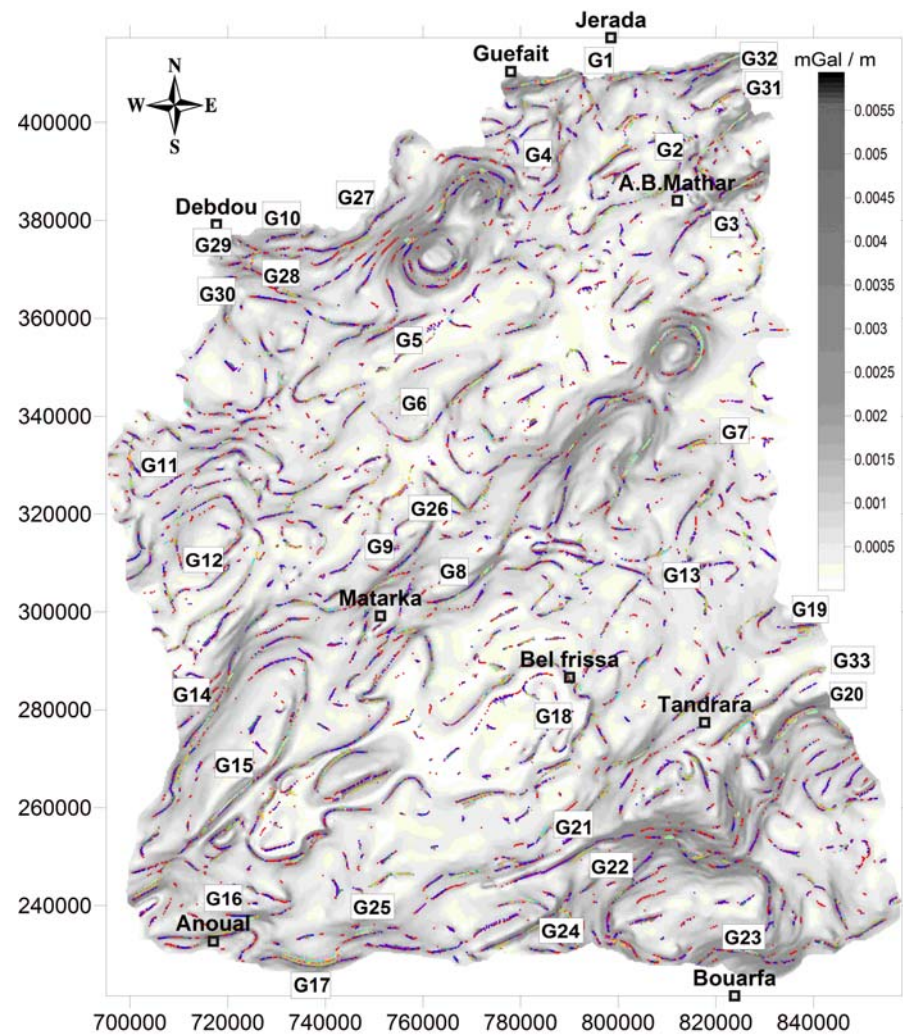 Jerada
Guefait
G1
G32
mGal / m
G31
N
W E
S
0.0055
0.005
0.0045
0.004
0.0035
0.003
0.0025
0.002
0.0015
0.001
0.0005
400000
G4
G2
A.B.Mathar
G27
Debdou
G10
380000
G3
G29
G28
G30
360000
G5
G6
340000
G7
G11
G26
320000
G9
G12
G8
G13
Matarka
300000
G19
Bel frissa
G33
G14
G20
Tandrara
280000
G18
G15
260000
G21
G22
G16
240000
G25
Anoual
G24
G23
G17
Bouarfa
700000 720000 740000 760000 780000 800000 820000 840000